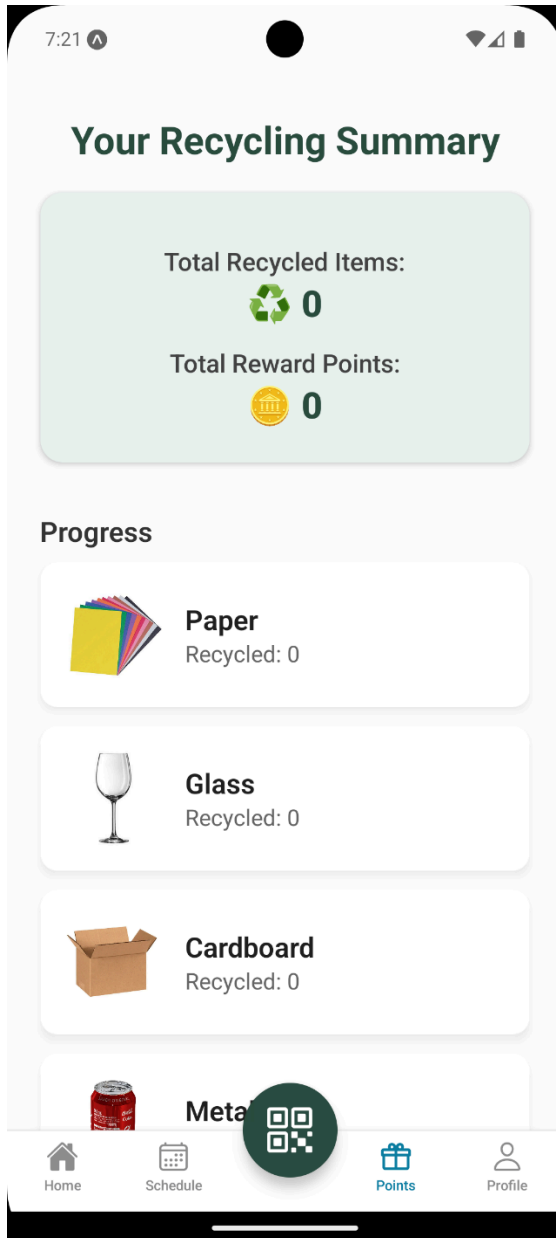 7:21
Your Recycling Summary
Total Recycled Items:
0
Total Reward Points:
0
Progress
Paper
Recycled: 0
Glass
Recycled: 0
Cardboard
Recycled: 0
Home
Schedule
Points
Profile